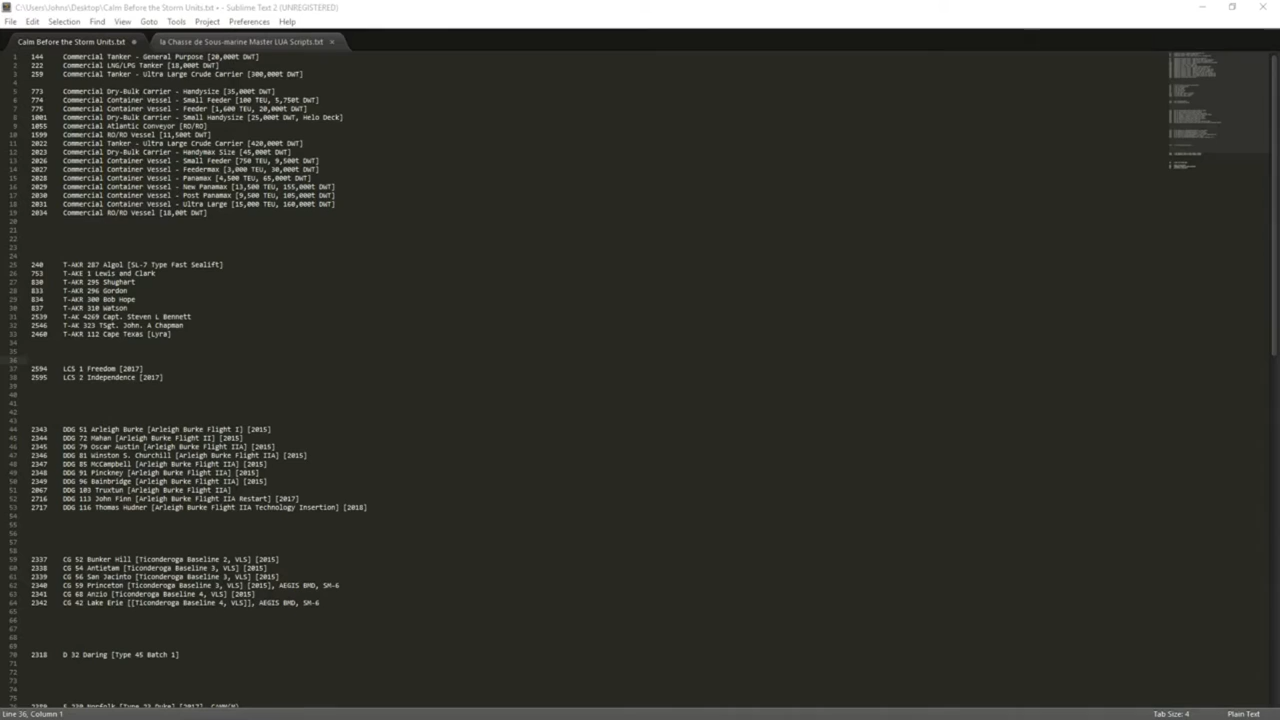 C:\Users\Johns\Desktop\Calm Before the Storm Units.txt • - Sublime Text 2 (UNREGISTERED)
File Edit Selection Find View Goto Tools Project Preferences Help
Calm Before the Storm Units.txt la Chasse de Sous-marine Master LUA Scripts.txt ×
1 144 Commercial Tanker - General Purpose [20,000t DWT]
2 222 Commercial LNG/LPG Tanker [18,000t DWT]
3 259 Commercial Tanker - Ultra Large Crude Carrier [300,000t DWT]
4
5 773 Commercial Dry-Bulk Carrier - Handysize [35,000t DWT]
6 774 Commercial Container Vessel - Small Feeder [100 TEU, 5,750t DWT]
7 775 Commercial Container Vessel - Feeder [1,600 TEU, 20,000t DWT]
8 1001 Commercial Dry-Bulk Carrier - Small Handysize [25,000t DWT, Helo Deck]
9 1055 Commercial Atlantic Conveyor [RO/RO]
10 1599 Commercial RO/RO Vessel [11,500t DWT]
11 2022 Commercial Tanker - Ultra Large Crude Carrier [420,000t DWT]
12 2023 Commercial Dry-Bulk Carrier - Handymax Size [45,000t DWT]
13 2026 Commercial Container Vessel - Small Feeder [750 TEU, 9,500t DWT]
14 2027 Commercial Container Vessel - Feedermax [3,000 TEU, 30,000t DWT]
15 2028 Commercial Container Vessel - Panamax [4,500 TEU, 65,000t DWT]
16 2029 Commercial Container Vessel - New Panamax [13,500 TEU, 155,000t DWT]
17 2030 Commercial Container Vessel - Post Panamax [9,500 TEU, 105,000t DWT]
18 2031 Commercial Container Vessel - Ultra Large [15,000 TEU, 160,000t DWT]
19 2034 Commercial RO/RO Vessel [18,00t DWT]
20
21
22
23
24
25 240 T-AKR 287 Algol [SL-7 Type Fast Sealift]
26 753 T-AKE 1 Lewis and Clark
27 830 T-AKR 295 Shughart
28 833 T-AKR 296 Gordon
29 834 T-AKR 300 Bob Hope
30 837 T-AKR 310 Watson
31 2539 T-AK 4269 Capt. Steven L Bennett
32 2546 T-AK 323 TSgt. John. A Chapman
33 2460 T-AKR 112 Cape Texas [Lyra]
34
35
36
37 2594 LCS 1 Freedom [2017]
38 2595 LCS 2 Independence [2017]
39
40
41
42
43
44 2343 DDG 51 Arleigh Burke [Arleigh Burke Flight I] [2015]
45 2344 DDG 72 Mahan [Arleigh Burke Flight II] [2015]
46 2345 DDG 79 Oscar Austin [Arleigh Burke Flight IIA] [2015]
47 2346 DDG 81 Winston S. Churchill [Arleigh Burke Flight IIA] [2015]
48 2347 DDG 85 McCampbell [Arleigh Burke Flight IIA] [2015]
49 2348 DDG 91 Pinckney [Arleigh Burke Flight IIA] [2015]
50 2349 DDG 96 Bainbridge [Arleigh Burke Flight IIA] [2015]
51 2067 DDG 103 Truxtun [Arleigh Burke Flight IIA]
52 2716 DDG 113 John Finn [Arleigh Burke Flight IIA Restart] [2017]
53 2717 DDG 116 Thomas Hudner [Arleigh Burke Flight IIA Technology Insertion] [2018]
54
55
56
57
58
59 2337 CG 52 Bunker Hill [Ticonderoga Baseline 2, VLS] [2015]
60 2338 CG 54 Antietam [Ticonderoga Baseline 3, VLS] [2015]
61 2339 CG 56 San Jacinto [Ticonderoga Baseline 3, VLS] [2015]
62 2340 CG 59 Princeton [Ticonderoga Baseline 3, VLS] [2015], AEGIS BMD, SM-6
63 2341 CG 68 Anzio [Ticonderoga Baseline 4, VLS] [2015]
64 2342 CG 42 Lake Erie [[Ticonderoga Baseline 4, VLS]], AEGIS BMD, SM-6
65
66
67
68
69
70 2318 D 32 Daring [Type 45 Batch 1]
71
72
73
74
75
Line 36, Column 1 Tab Size: 4 Plain Text